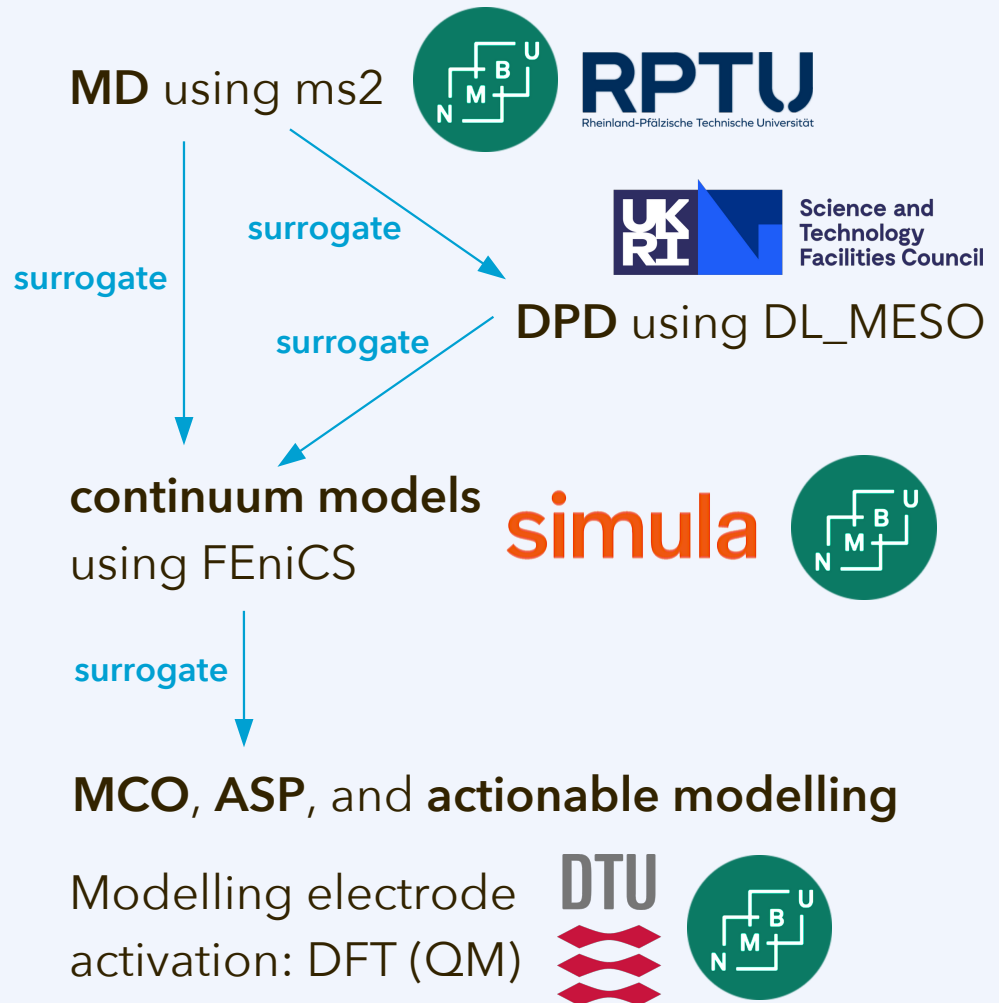 MD using ms2
N M B U
RPTU
Rheinland-Pfälzische Technische Universität
surrogate
UK
RI
Science and
Technology
Facilities Council
surrogate
DPD using DL_MESO
surrogate
continuum models
using FEniCS
simula
N M B U
surrogate
MCO, ASP, and actionable modelling
Modelling electrode
activation: DFT (QM)
DTU
N M B U